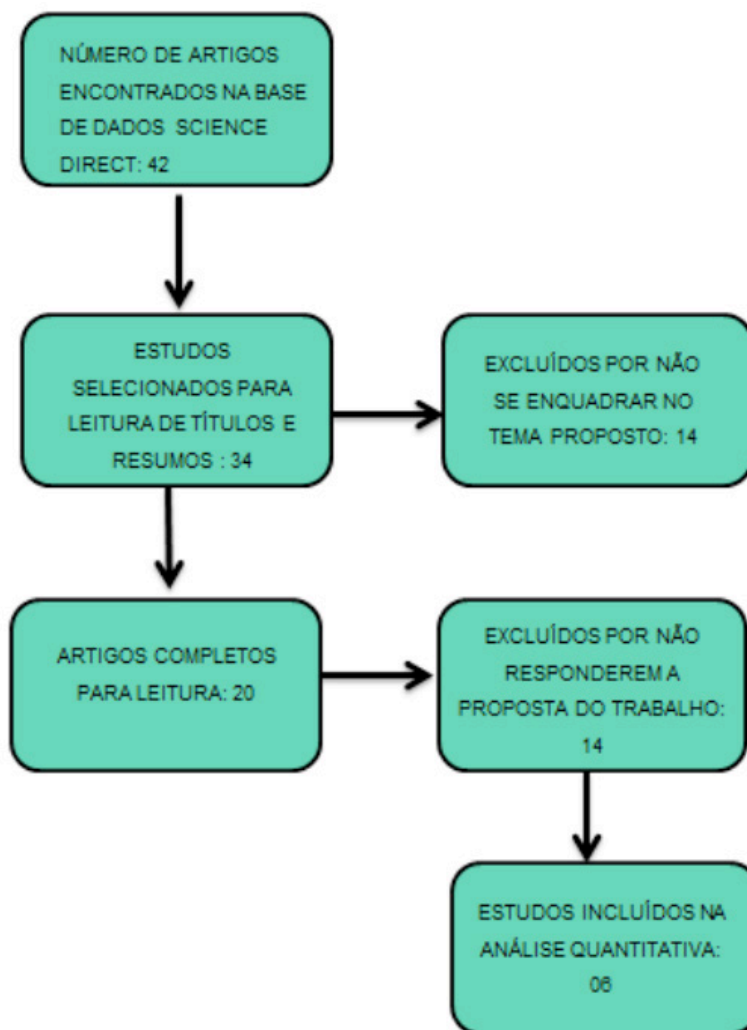 NÚMERO DE ARTIGOS
ENCONTRADOS NA BASE
DE DADOS SCIENCE
DIRECT: 42
ESTUDOS
SELECIONADOS PARA
LEITURA DE TÍTULOS E
RESUMOS : 34
EXCLUÍDOS POR NÃO
SE ENQUADRAR NO
TEMA PROPOSTO: 14
ARTIGOS COMPLETOS
PARA LEITURA: 20
EXCLUÍDOS POR NÃO
RESPONDEREM A
PROPOSTA DO TRABALHO:
14
ESTUDOS INCLUÍDOS NA
ANÁLISE QUANTITATIVA:
06